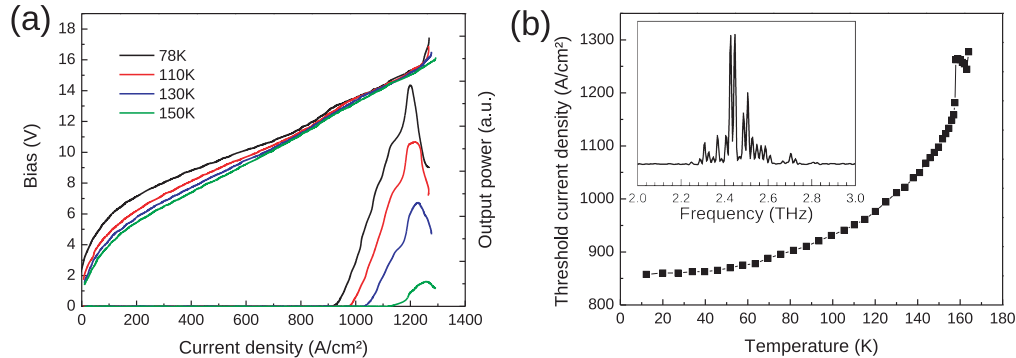 (a)
18
16
14
12
10
8
6
4
2
0
Bias (V)
78K
110K
130K
150K
Output power (a.u.)
0 200 400 600 800 1000 1200 1400
Current density (A/cm²)
(b)
1300
1200
1100
1000
900
800
Threshold current density (A/cm²)
2.0 2.2 2.4 2.6 2.8 3.0
Frequency (THz)
0 20 40 60 80 100 120 140 160 180
Temperature (K)